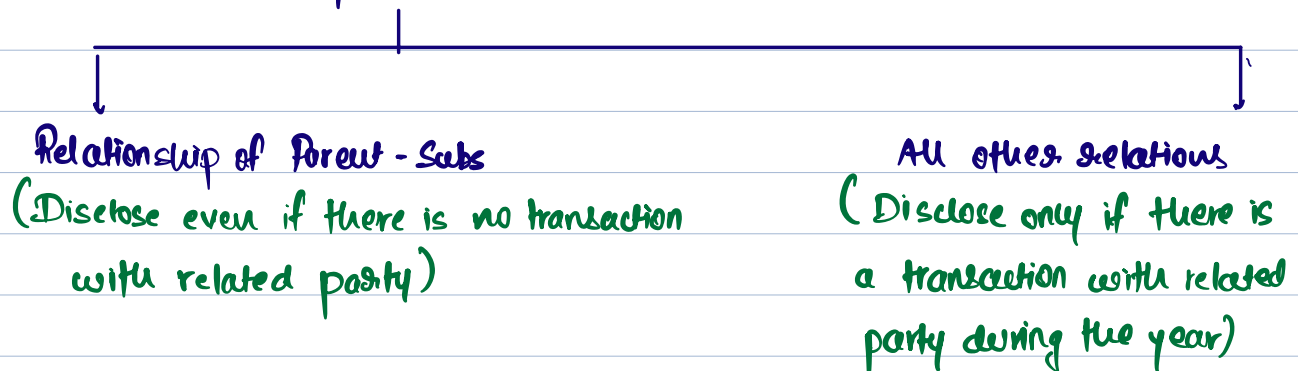 Relationship of Parent - Subs
All other relations
(Disclose even if there is no transaction
with related party)
(Disclose only if there is
a transaction with related
party during the year)